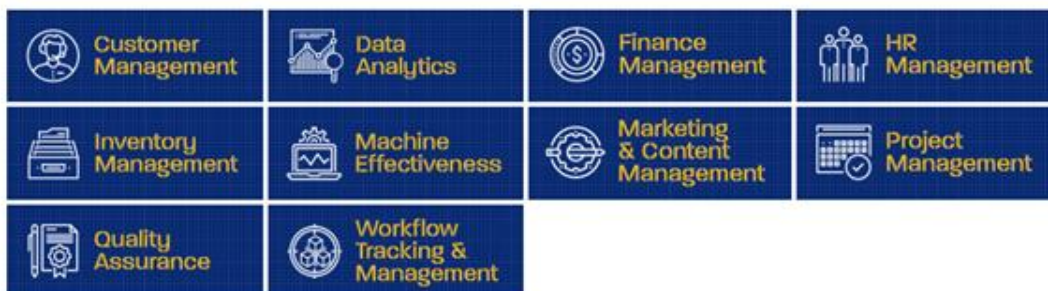 Customer
Management
Data
Analytics
Finance
Management
HR
Management
Inventory
Management
Machine
Effectiveness
Marketing
& Content
Management
Project
Management
Quality
Assurance
Workflow
Tracking &
Management